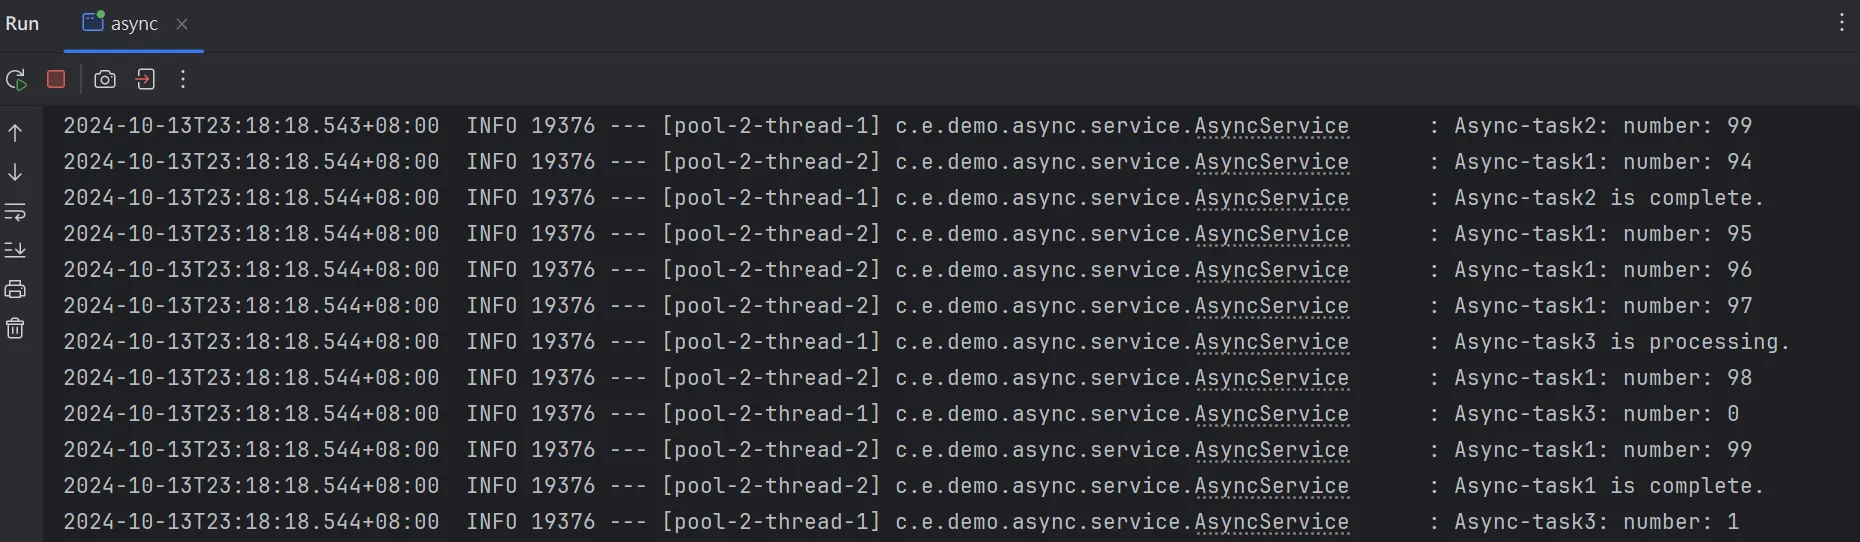 Run async
2024-10-13T23:18:18.543+08:00  INFO 19376 --- [pool-2-thread-1] c.e.demo.async.service.AsyncService      : Async-task2: number: 99
2024-10-13T23:18:18.544+08:00  INFO 19376 --- [pool-2-thread-2] c.e.demo.async.service.AsyncService      : Async-task1: number: 94
2024-10-13T23:18:18.544+08:00  INFO 19376 --- [pool-2-thread-1] c.e.demo.async.service.AsyncService      : Async-task2 is complete.
2024-10-13T23:18:18.544+08:00  INFO 19376 --- [pool-2-thread-2] c.e.demo.async.service.AsyncService      : Async-task1: number: 95
2024-10-13T23:18:18.544+08:00  INFO 19376 --- [pool-2-thread-2] c.e.demo.async.service.AsyncService      : Async-task1: number: 96
2024-10-13T23:18:18.544+08:00  INFO 19376 --- [pool-2-thread-2] c.e.demo.async.service.AsyncService      : Async-task1: number: 97
2024-10-13T23:18:18.544+08:00  INFO 19376 --- [pool-2-thread-1] c.e.demo.async.service.AsyncService      : Async-task3 is processing.
2024-10-13T23:18:18.544+08:00  INFO 19376 --- [pool-2-thread-2] c.e.demo.async.service.AsyncService      : Async-task1: number: 98
2024-10-13T23:18:18.544+08:00  INFO 19376 --- [pool-2-thread-1] c.e.demo.async.service.AsyncService      : Async-task3: number: 0
2024-10-13T23:18:18.544+08:00  INFO 19376 --- [pool-2-thread-2] c.e.demo.async.service.AsyncService      : Async-task1: number: 99
2024-10-13T23:18:18.544+08:00  INFO 19376 --- [pool-2-thread-2] c.e.demo.async.service.AsyncService      : Async-task1 is complete.
2024-10-13T23:18:18.544+08:00  INFO 19376 --- [pool-2-thread-1] c.e.demo.async.service.AsyncService      : Async-task3: number: 1